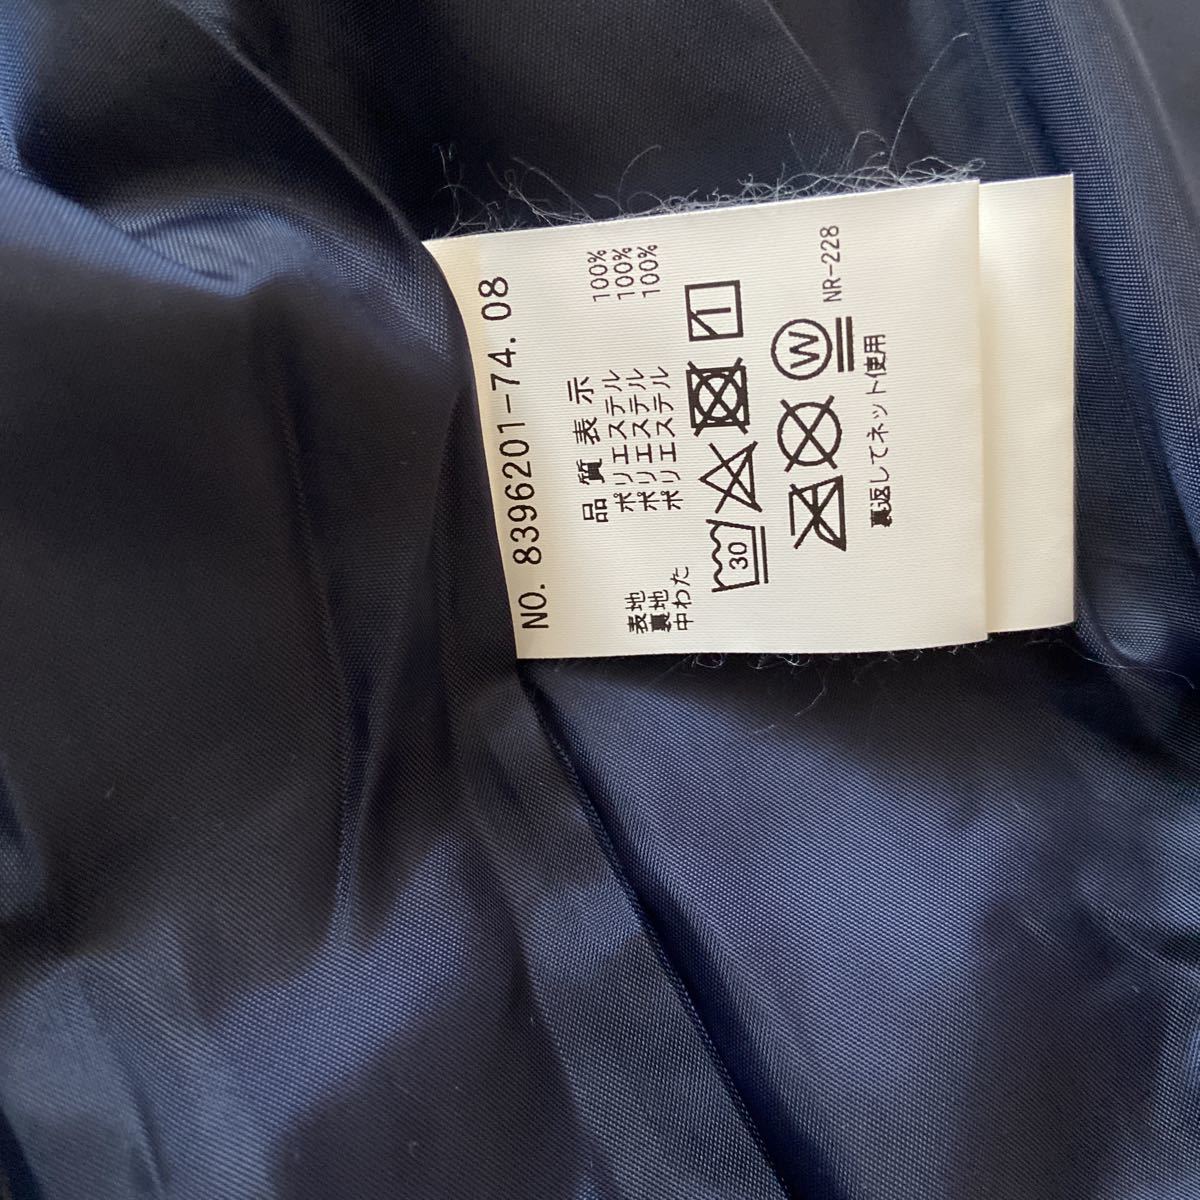 NO. 8396201-74. 08
品質表示
表地 ポリエステル 100%
裏地 ポリエステル 100%
中わた ポリエステル 100%
30
W
裏返してネット使用
NR-228